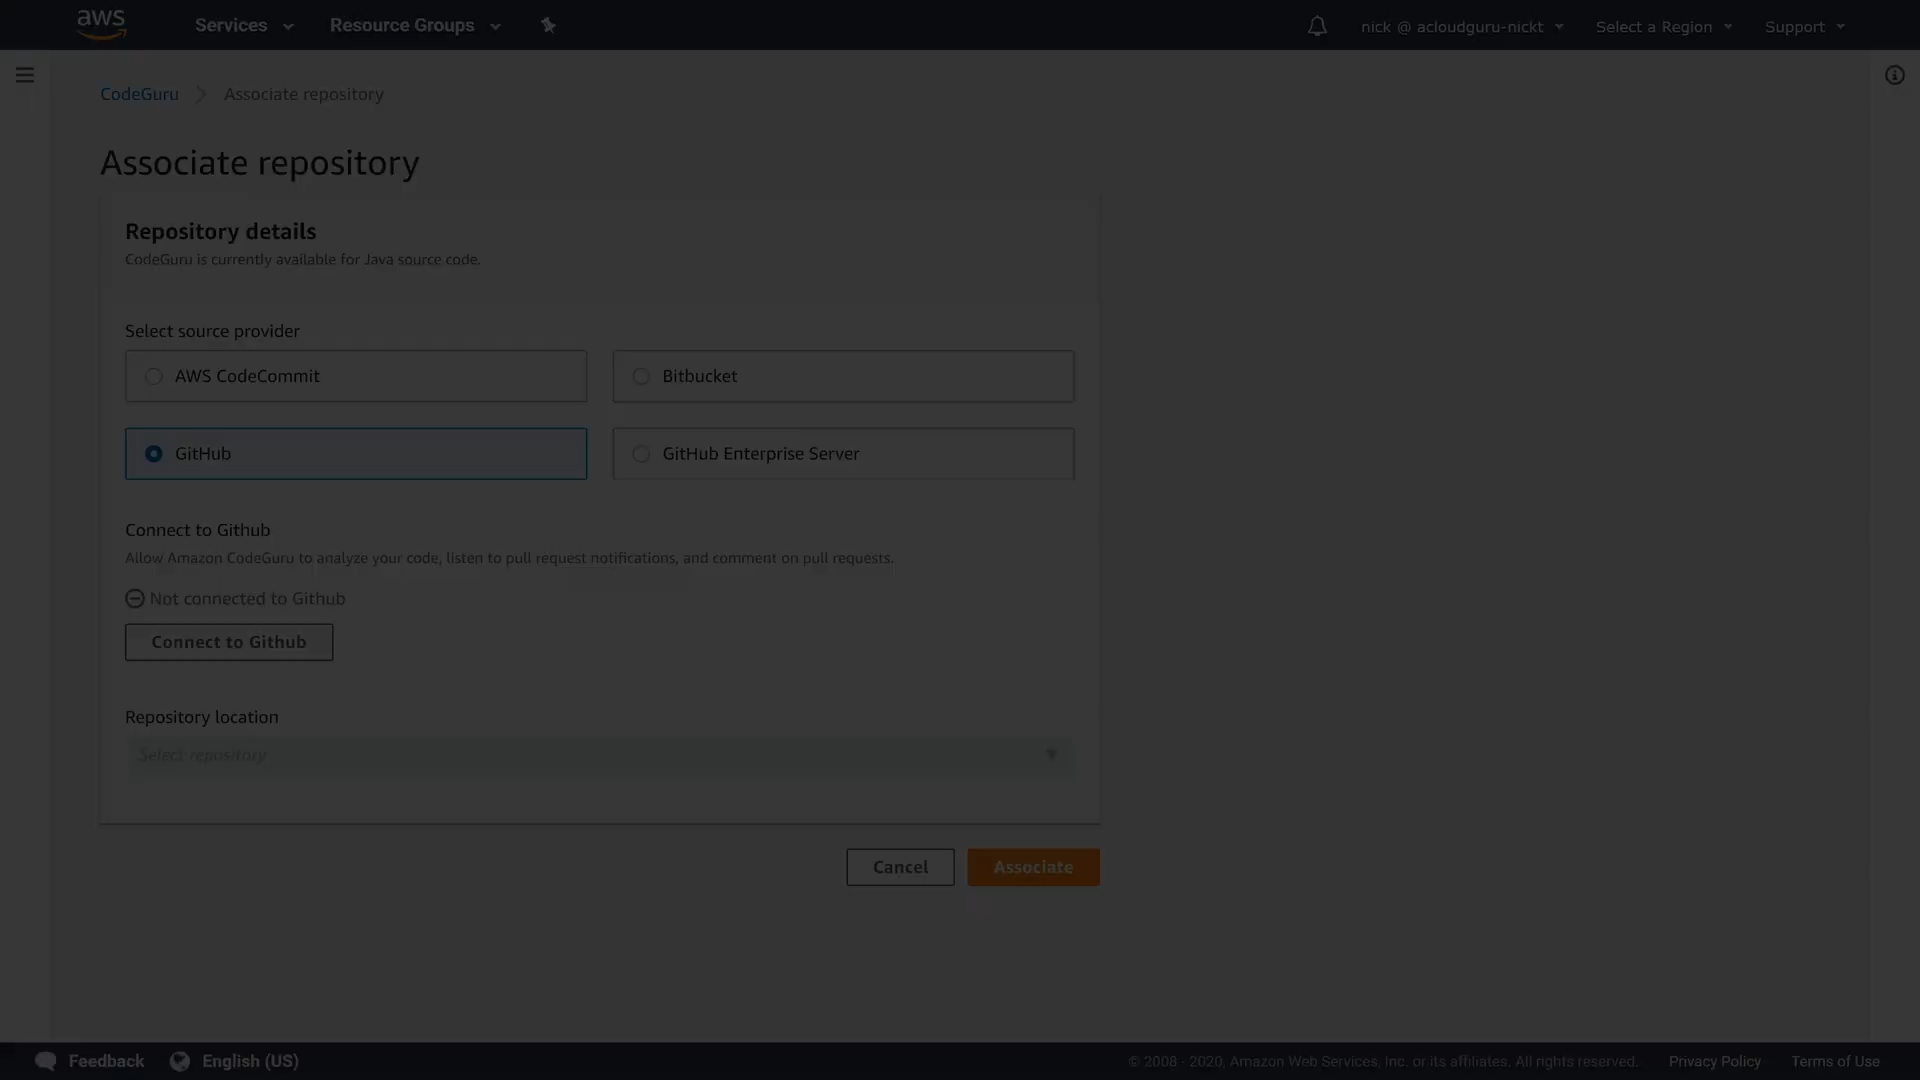 aws Services Resource Groups nick @ acloudguru-nickt Select a Region Support
CodeGuru Associate repository
Associate repository
Repository details
CodeGuru is currently available for Java source code.
Select source provider
AWS CodeCommit Bitbucket
GitHub GitHub Enterprise Server
Connect to Github
Allow Amazon CodeGuru to analyze your code, listen to pull request notifications, and comment on pull requests.
Not connected to Github
Connect to Github
Repository location
Select repository
Cancel Associate
Feedback English (US) © 2008 - 2020, Amazon Web Services, Inc. or its affiliates. All rights reserved. Privacy Policy Terms of Use